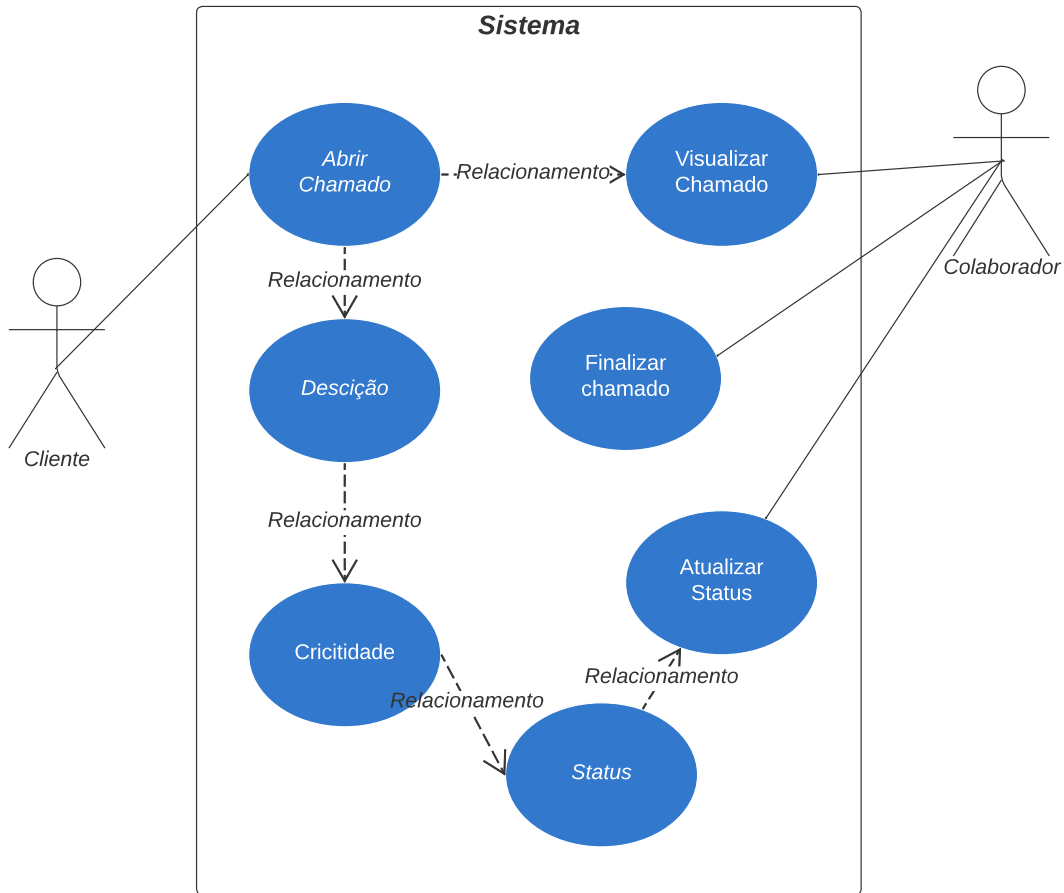 Sistema
Abrir
Chamado
Relacionamento
Visualizar
Chamado
Colaborador
Relacionamento
Descição
Finalizar
chamado
Cliente
Relacionamento
Atualizar
Status
Cricitidade
Relacionamento
Relacionamento
Status